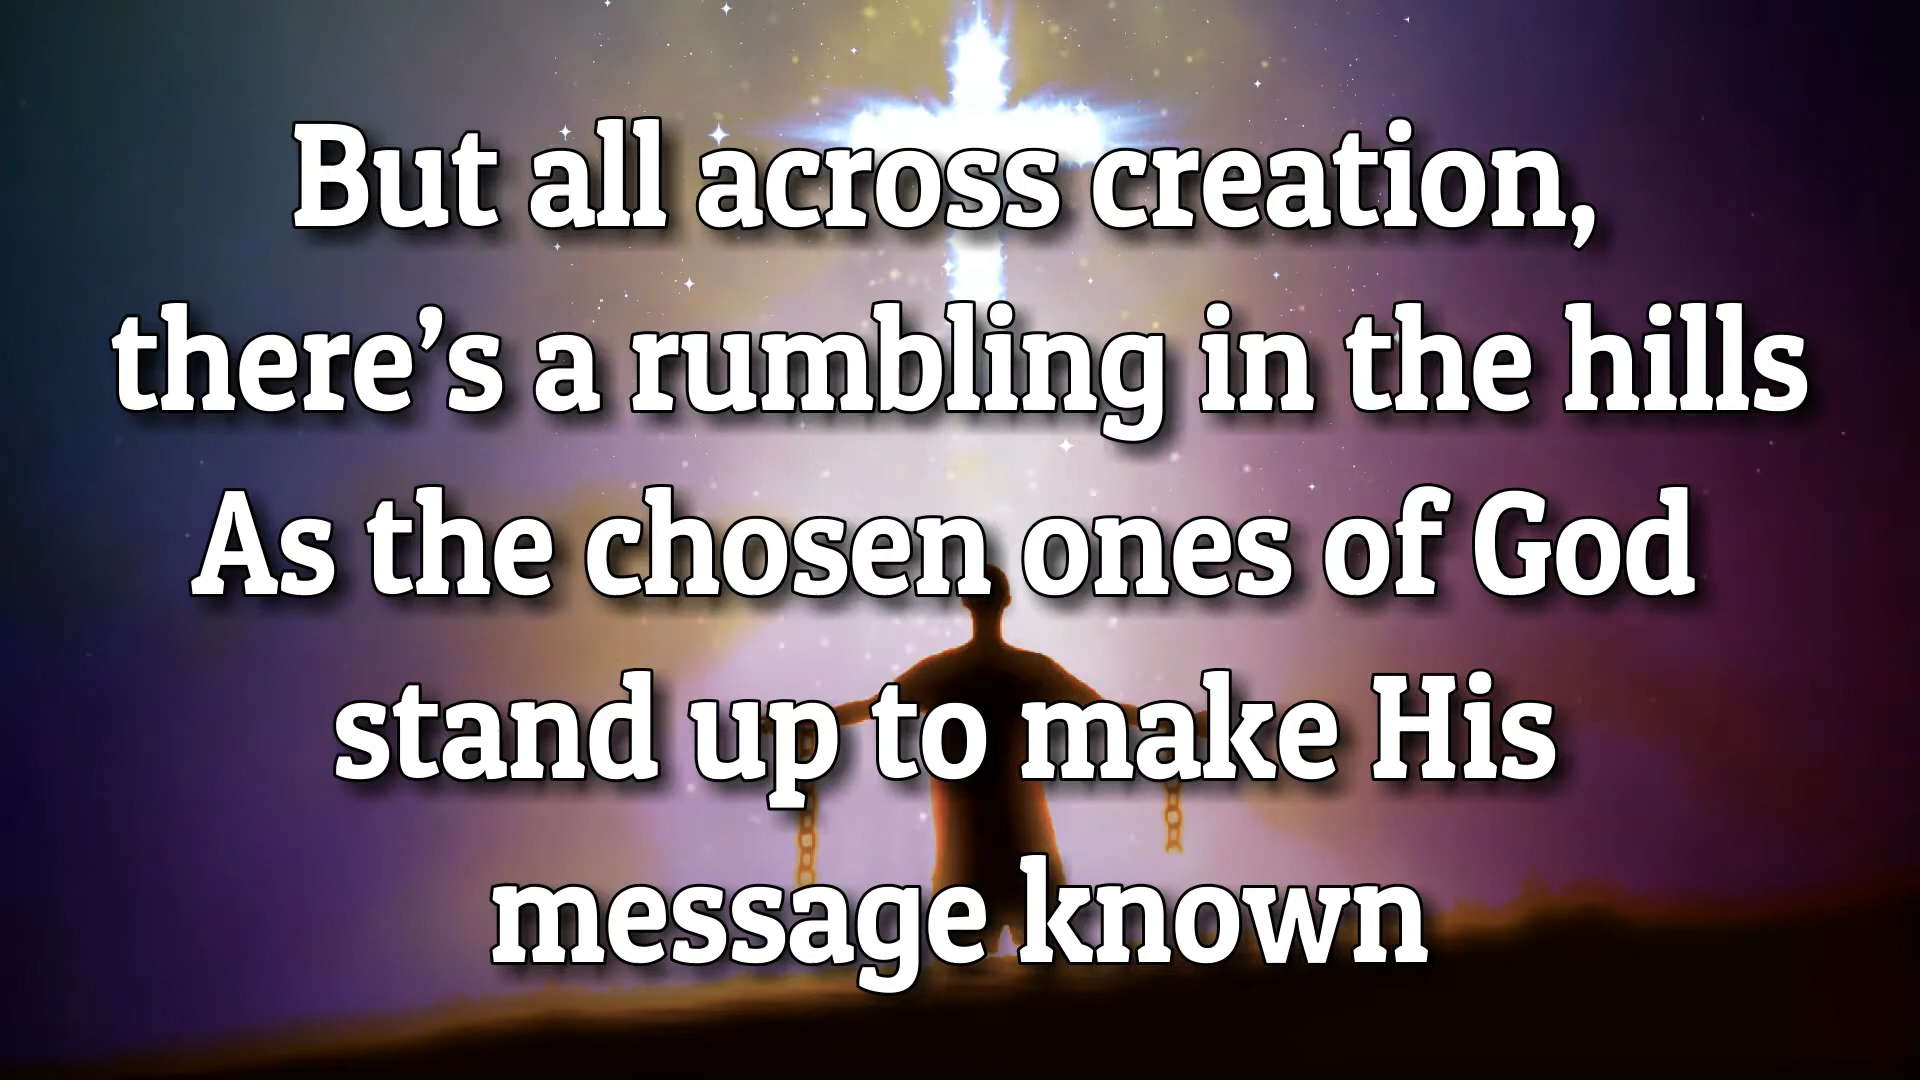 But all across creation,
there’s a rumbling in the hills
As the chosen ones of God
stand up to make His
message known